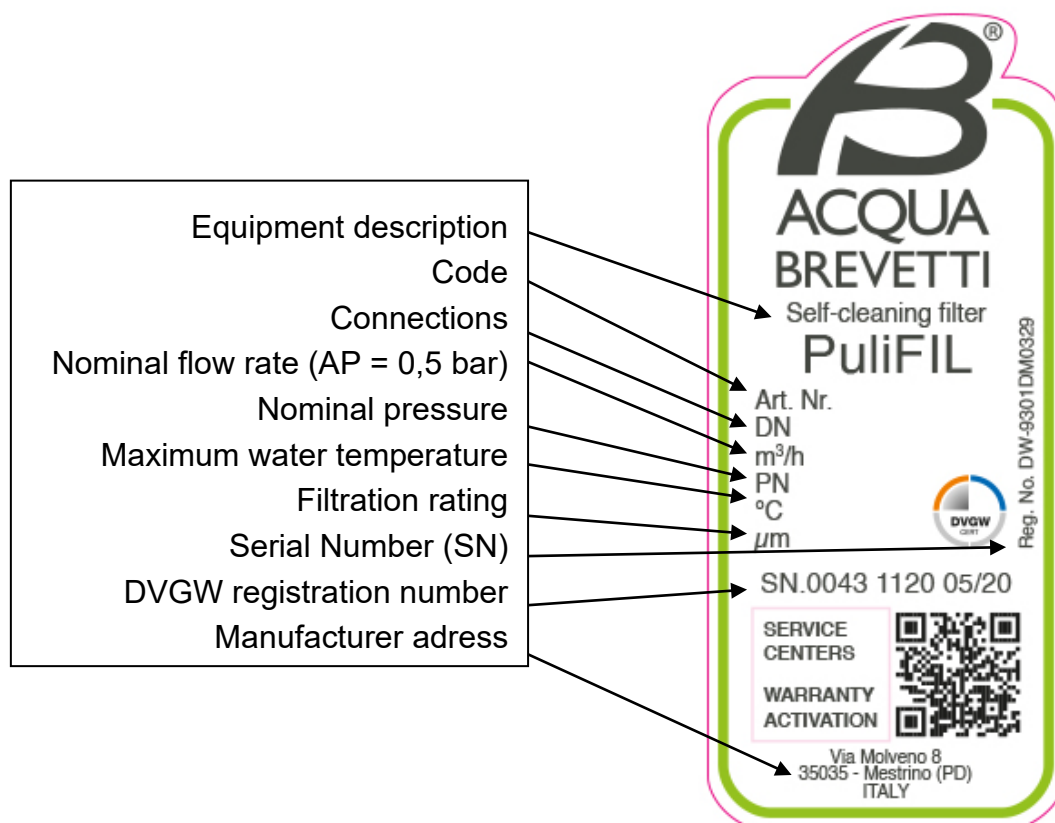 Equipment description
Code
Connections
Nominal flow rate (AP = 0,5 bar)
Nominal pressure
Maximum water temperature
Filtration rating
Serial Number (SN)
DVGW registration number
Manufacturer adress
®
ACQUA
BREVETTI
Self-cleaning filter
PuliFIL
Art. Nr.
DN
m³/h
PN
ºC
µm
DVGW
CERT
Reg. No. DW-9301DM0329
SN.0043 1120 05/20
SERVICE
CENTERS
WARRANTY
ACTIVATION
Via Molveno 8
35035 - Mestrino (PD)
ITALY